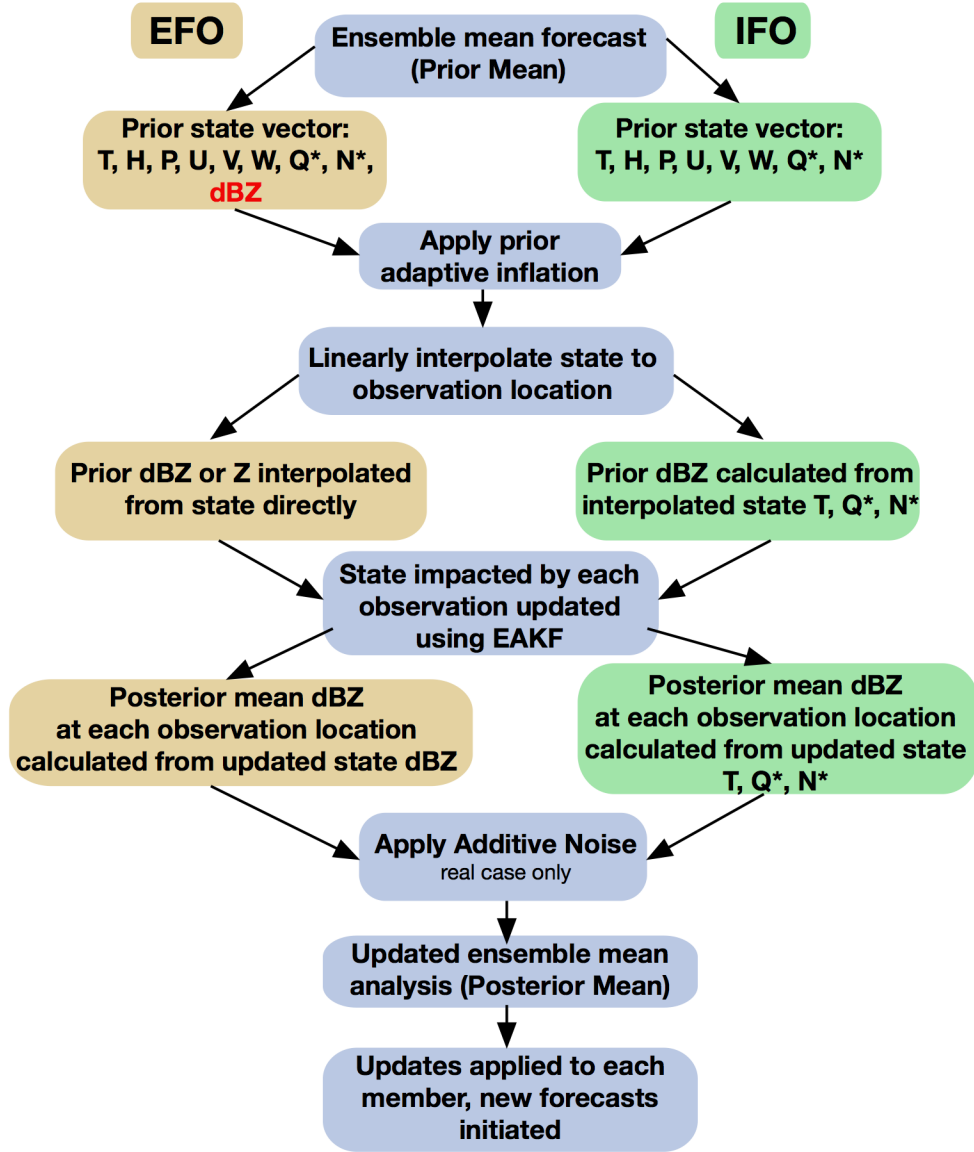 EFO
IFO
Ensemble mean forecast
(Prior Mean)
Prior state vector:
T, H, P, U, V, W, Q*, N*,
dBZ
Prior state vector:
T, H, P, U, V, W, Q*, N*
Apply prior
adaptive inflation
Linearly interpolate state to
observation location
Prior dBZ or Z interpolated
from state directly
Prior dBZ calculated from
interpolated state T, Q*, N*
State impacted by each
observation updated
using EAKF
Posterior mean dBZ
at each observation location
calculated from updated state dBZ
Posterior mean dBZ
at each observation location
calculated from updated state
T, Q*, N*
Apply Additive Noise
real case only
Updated ensemble mean
analysis (Posterior Mean)
Updates applied to each
member, new forecasts
initiated